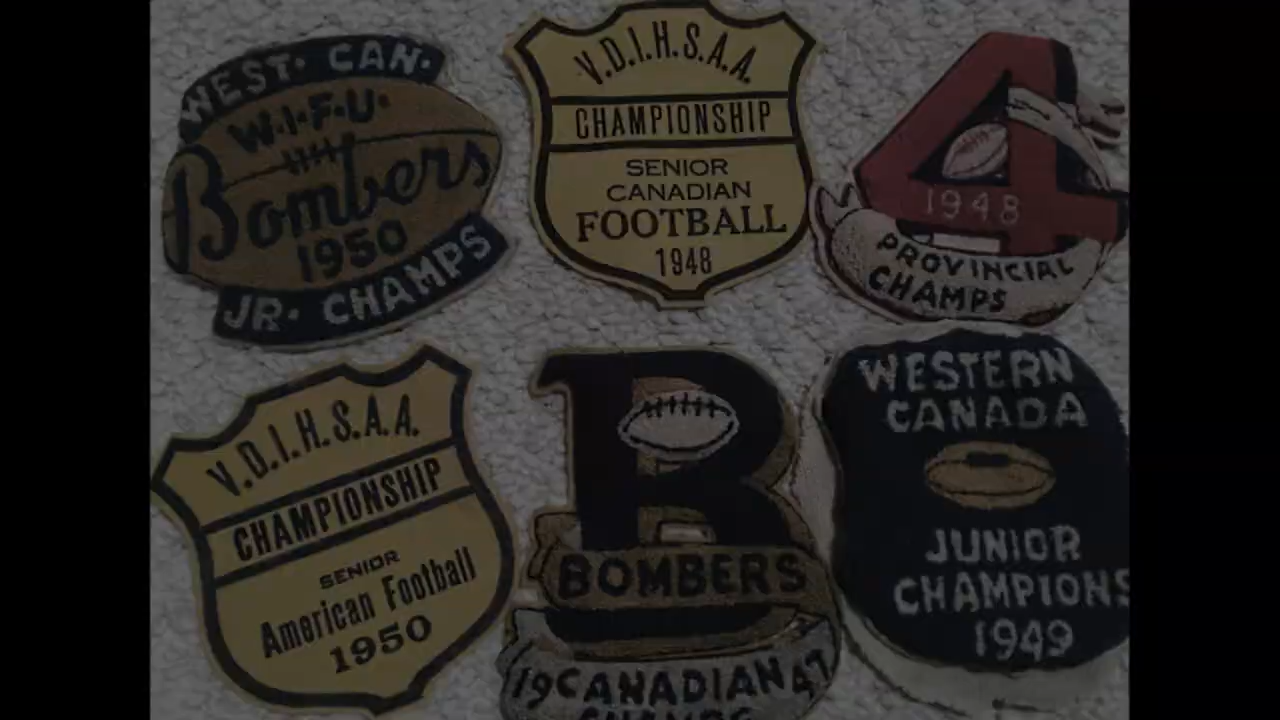 WEST· CAN·
W·I·F·U·
Bombers
1950
JR· CHAMPS
V.D.I.H.S.A.A.
CHAMPIONSHIP
SENIOR
CANADIAN
FOOTBALL
1948
4
1948
PROVINCIAL
CHAMPS
V.D.I.H.S.A.A.
CHAMPIONSHIP
SENIOR
American Football
1950
B
BOMBERS
19 CANADIAN 47
CHAMPS
WESTERN
CANADA
JUNIOR
CHAMPIONS
1949